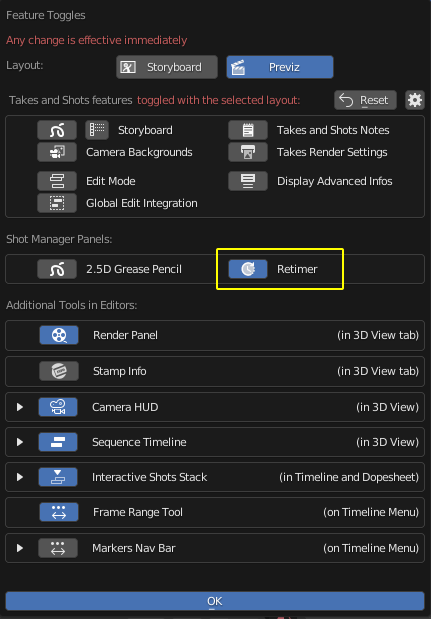 Feature Toggles
Any change is effective immediately
Layout: Storyboard Previz
Takes and Shots features toggled with the selected layout: Reset
Storyboard Takes and Shots Notes
Camera Backgrounds Takes Render Settings
Edit Mode Display Advanced Infos
Global Edit Integration
Shot Manager Panels:
2.5D Grease Pencil Retimer
Additional Tools in Editors:
Render Panel (in 3D View tab)
Stamp Info (in 3D View tab)
Camera HUD (in 3D View)
Sequence Timeline (in 3D View)
Interactive Shots Stack (in Timeline and Dopesheet)
Frame Range Tool (on Timeline Menu)
Markers Nav Bar (on Timeline Menu)
OK